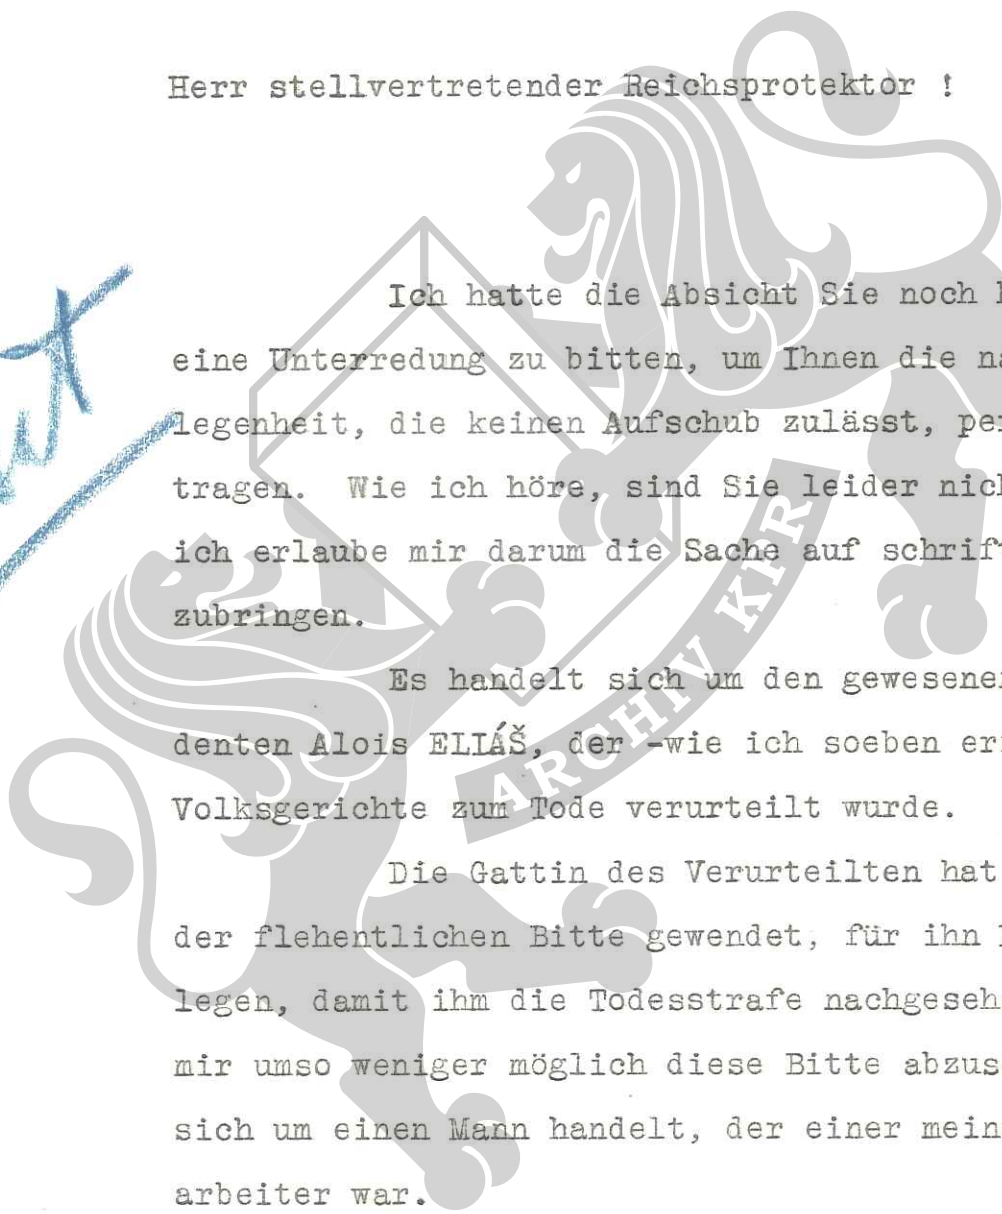 Herr stellvertretender Reichsprotektor !
Ich hatte die Absicht Sie noch
eine Unterredung zu bitten, um Ihnen die na
legenheit, die keinen Aufschub zulässt, per
tragen. Wie ich höre, sind Sie leider nich
ich erlaube mir darum die Sache auf schrift
zubringen.
Es handelt sich um den gewesene
denten Alois ELIÁŠ, der -wie ich soeben er
Volksgerichte zum Tode verurteilt wurde.
Die Gattin des Verurteilten hat
der flehentlichen Bitte gewendet, für ihn
legen, damit ihm die Todesstrafe nachgeseh
mir umso weniger möglich diese Bitte abzus
sich um einen Mann handelt, der einer mein
arbeiter war.
ARCHIV KPR